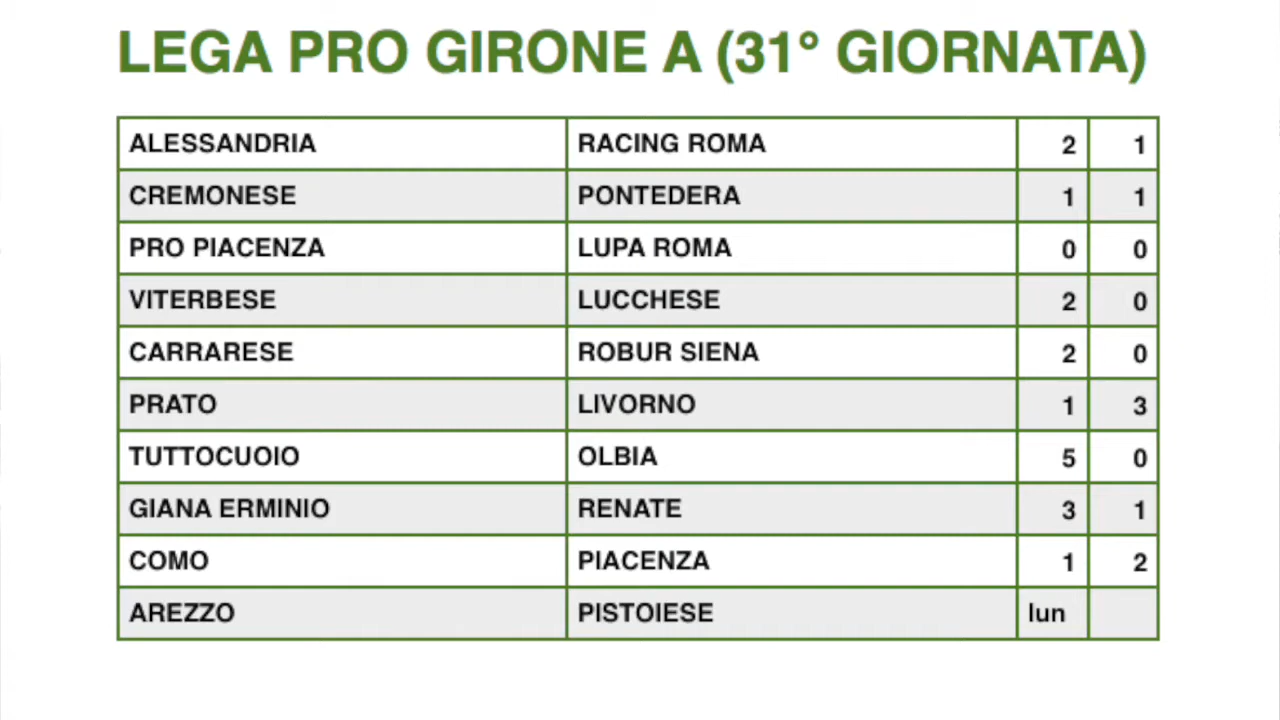 LEGA PRO GIRONE A (31° GIORNATA)
ALESSANDRIA RACING ROMA 2 1
CREMONESE PONTEDERA 1 1
PRO PIACENZA LUPA ROMA 0 0
VITERBESE LUCCHESE 2 0
CARRARESE ROBUR SIENA 2 0
PRATO LIVORNO 1 3
TUTTOCUOIO OLBIA 5 0
GIANA ERMINIO RENATE 3 1
COMO PIACENZA 1 2
AREZZO PISTOIESE lun